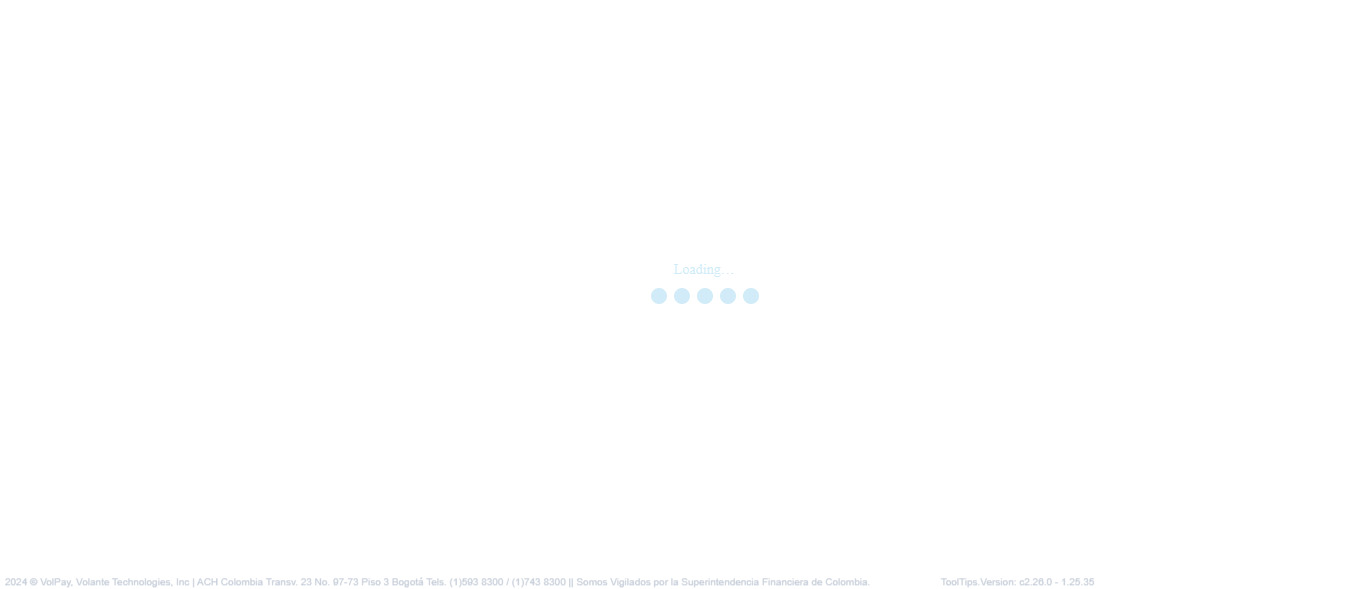 Loading...
2024 © VolPay, Volante Technologies, Inc | ACH Colombia Transv. 23 No. 97-73 Piso 3 Bogotá Tels. (1)593 8300 / (1)743 8300 || Somos Vigilados por la Superintendencia Financiera de Colombia. ToolTips.Version: c2.26.0 - 1.25.35